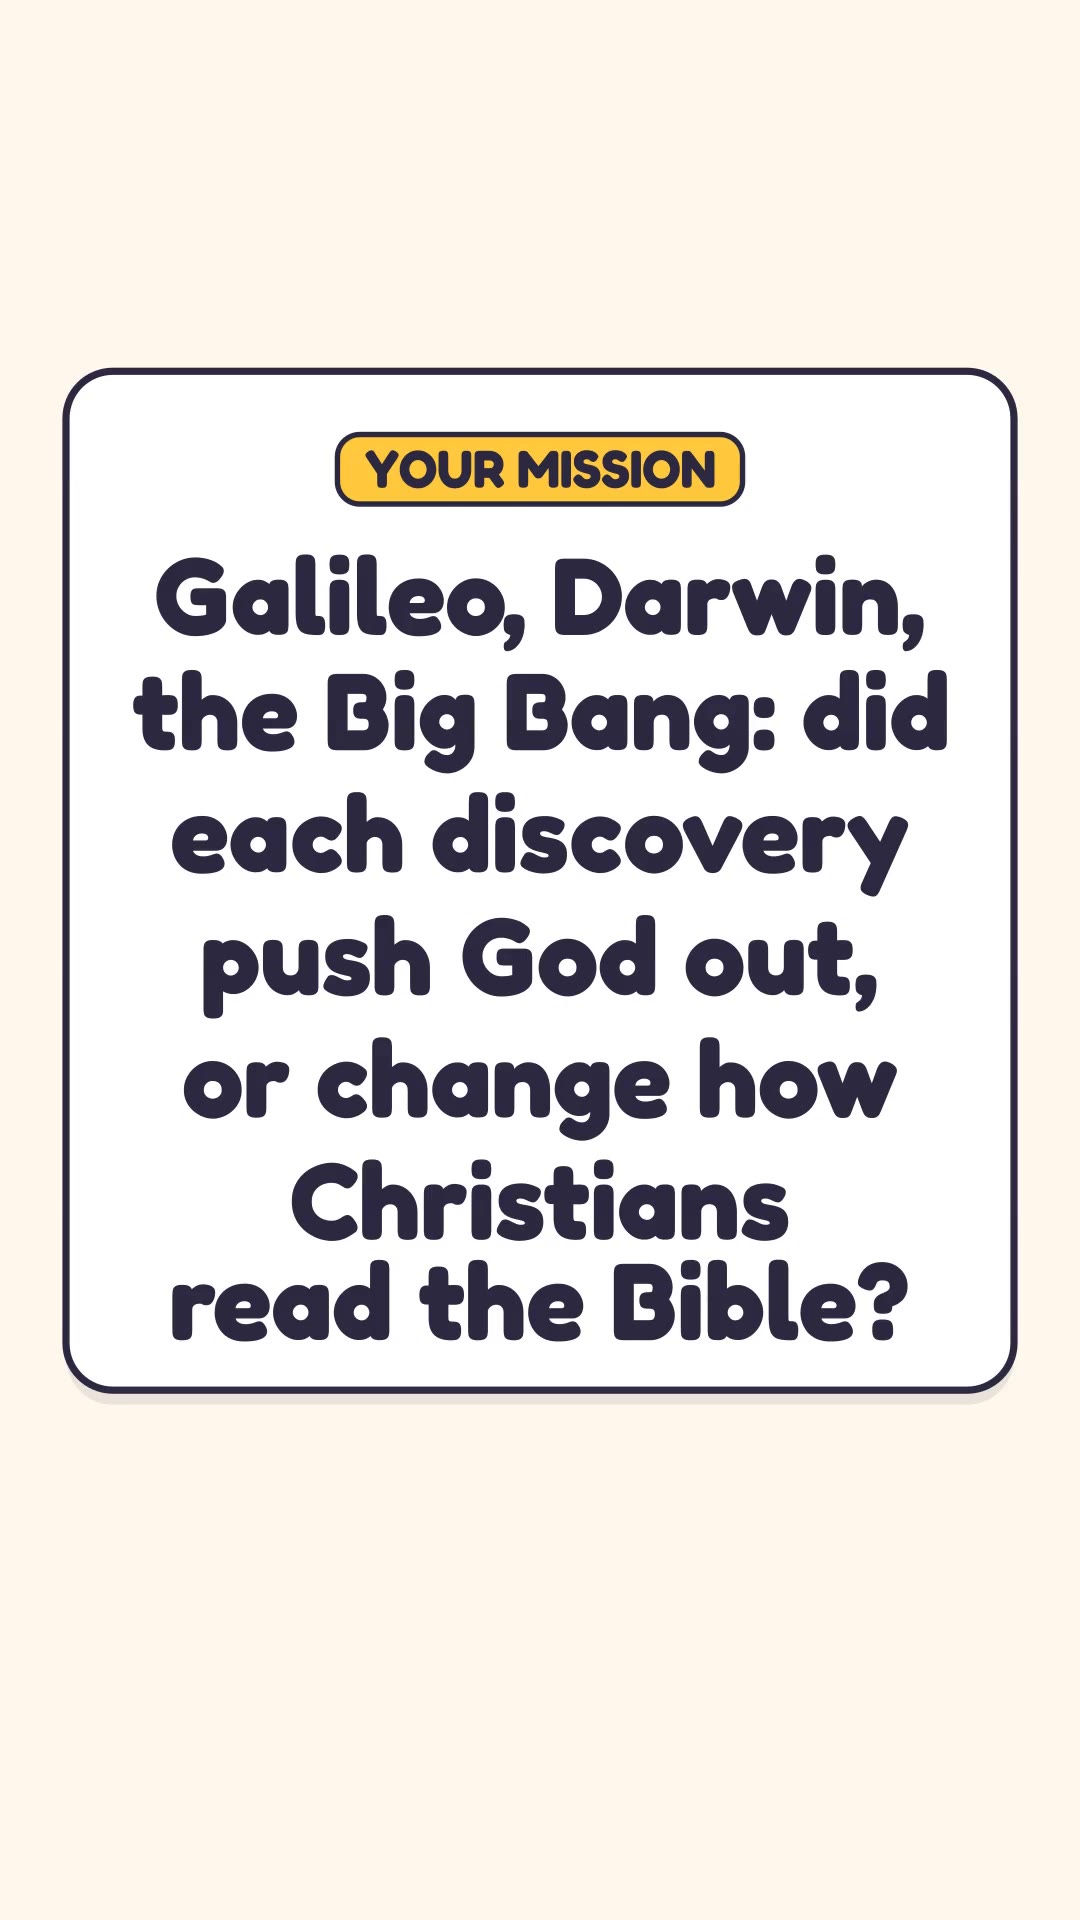 YOUR MISSION
Galileo, Darwin,
the Big Bang: did
each discovery
push God out,
or change how
Christians
read the Bible?